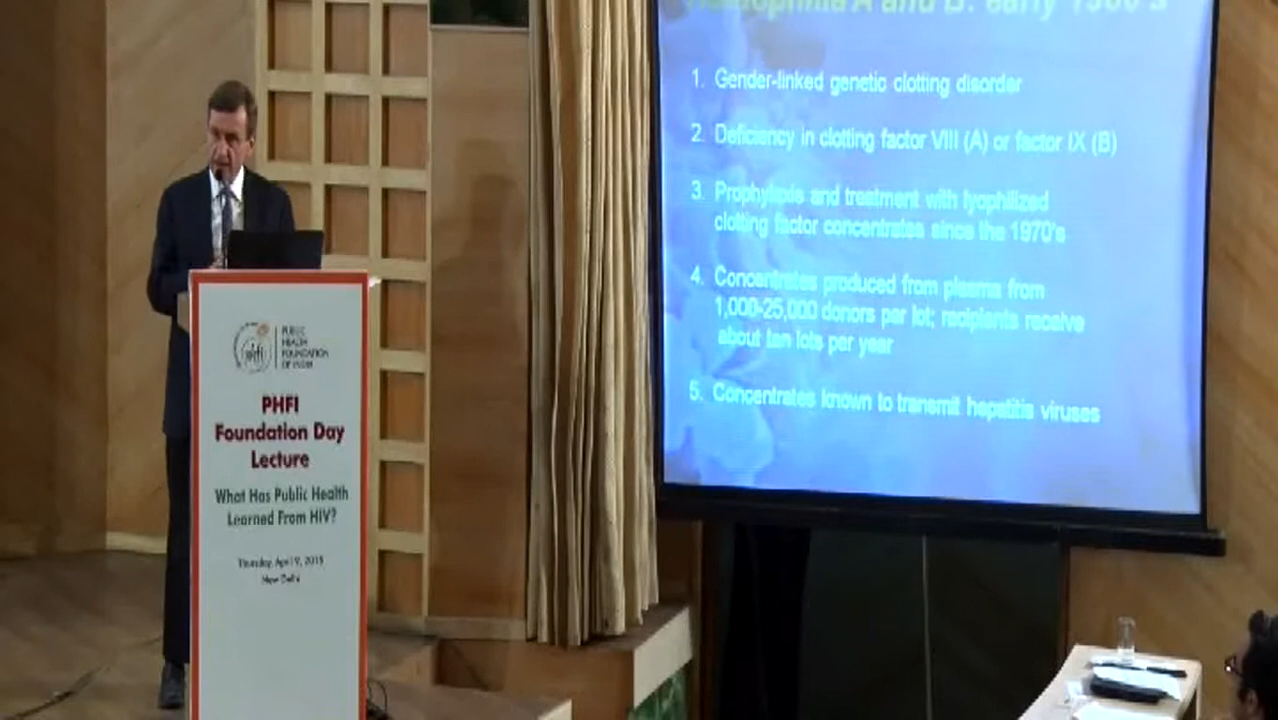 PUBLIC
HEALTH
FOUNDATION
OF INDIA
PHFI
Foundation Day
Lecture
What Has Public Health
Learned From HIV?
Thursday, April 9, 2015
New Delhi
Hemophilia A and B: early 1980's
1. Gender-linked genetic clotting disorder
2. Deficiency in clotting factor VIII (A) or factor IX (B)
3. Prophylaxis and treatment with lyophilized
clotting factor concentrates since the 1970's
4. Concentrates produced from plasma from
1,000-25,000 donors per lot; recipients receive
about ten lots per year
5. Concentrates known to transmit hepatitis viruses